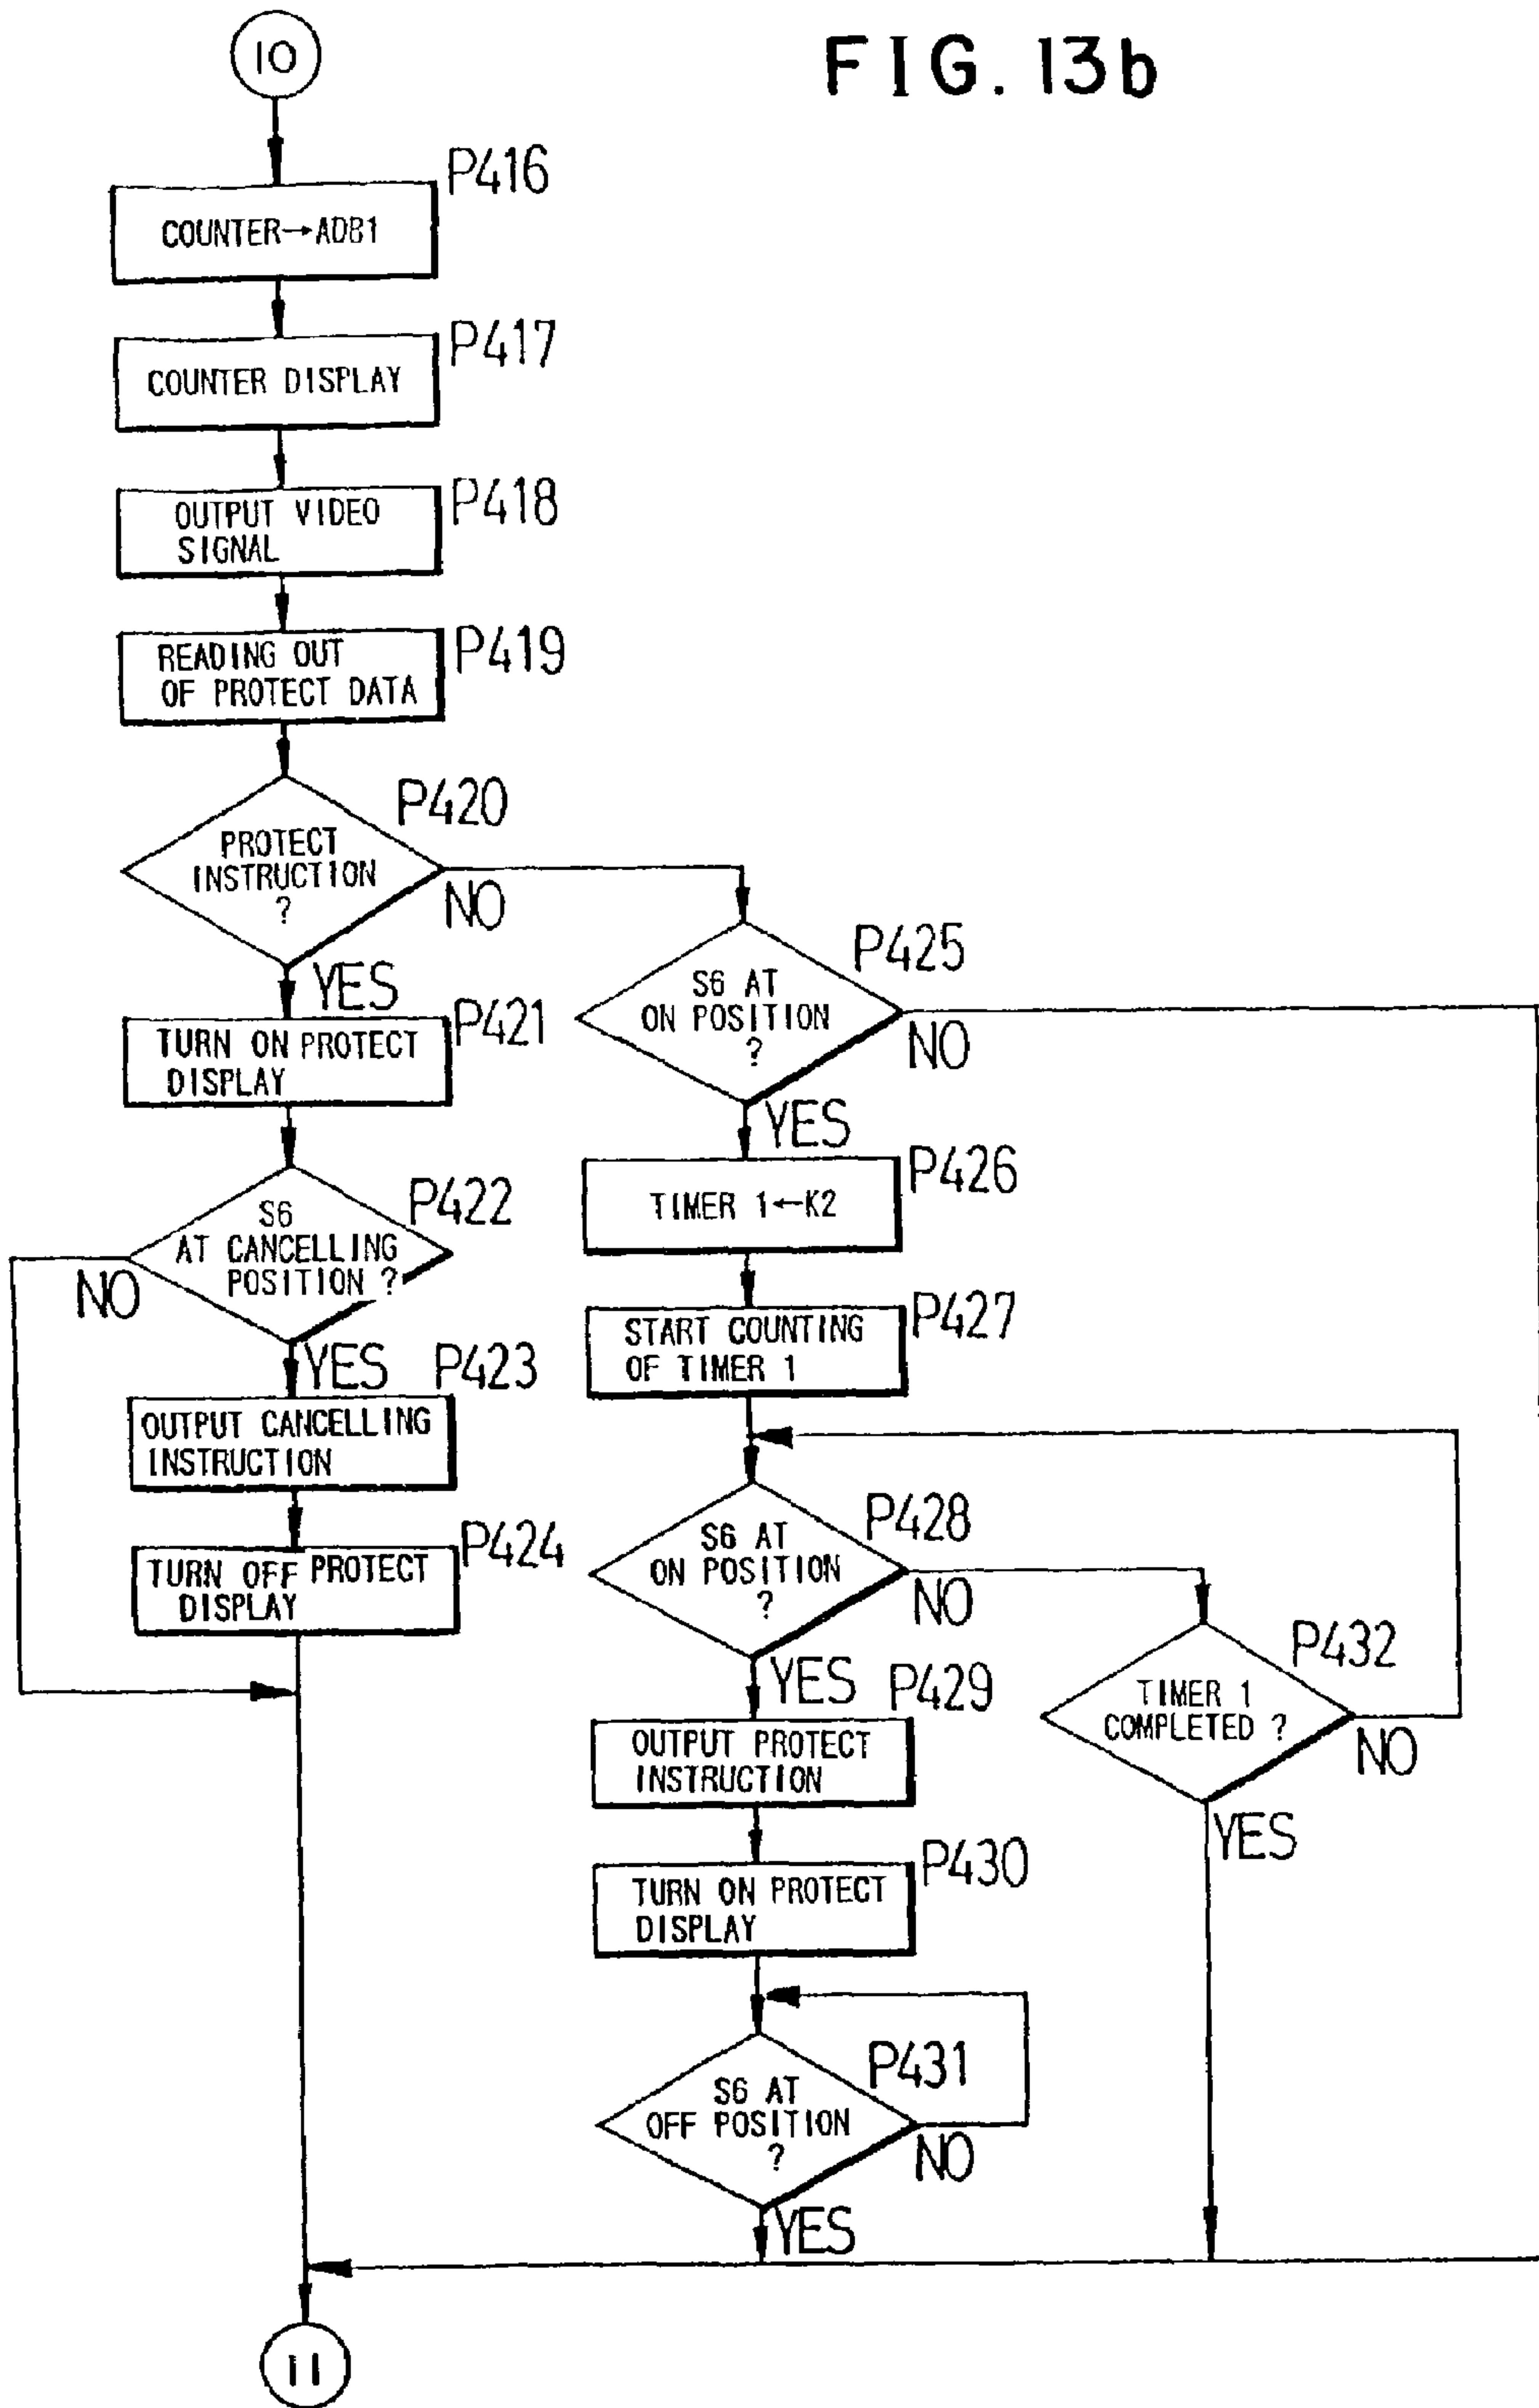 FIG. 13b
10
P416
COUNTER→ADB1
P417
COUNTER DISPLAY
P418
OUTPUT VIDEO
SIGNAL
P419
READING OUT
OF PROTECT DATA
P420
PROTECT
INSTRUCTION
?
NO
YES
P421
TURN ON PROTECT
DISPLAY
P422
S6
AT CANCELLING
POSITION ?
NO
YES
P423
OUTPUT CANCELLING
INSTRUCTION
P424
TURN OFF PROTECT
DISPLAY
P425
S6 AT
ON POSITION
?
NO
YES
P426
TIMER 1←K2
P427
START COUNTING
OF TIMER 1
P428
S6 AT
ON POSITION
?
NO
YES
P429
OUTPUT PROTECT
INSTRUCTION
P430
TURN ON PROTECT
DISPLAY
P431
S6 AT
OFF POSITION
?
NO
YES
P432
TIMER 1
COMPLETED ?
NO
YES
11